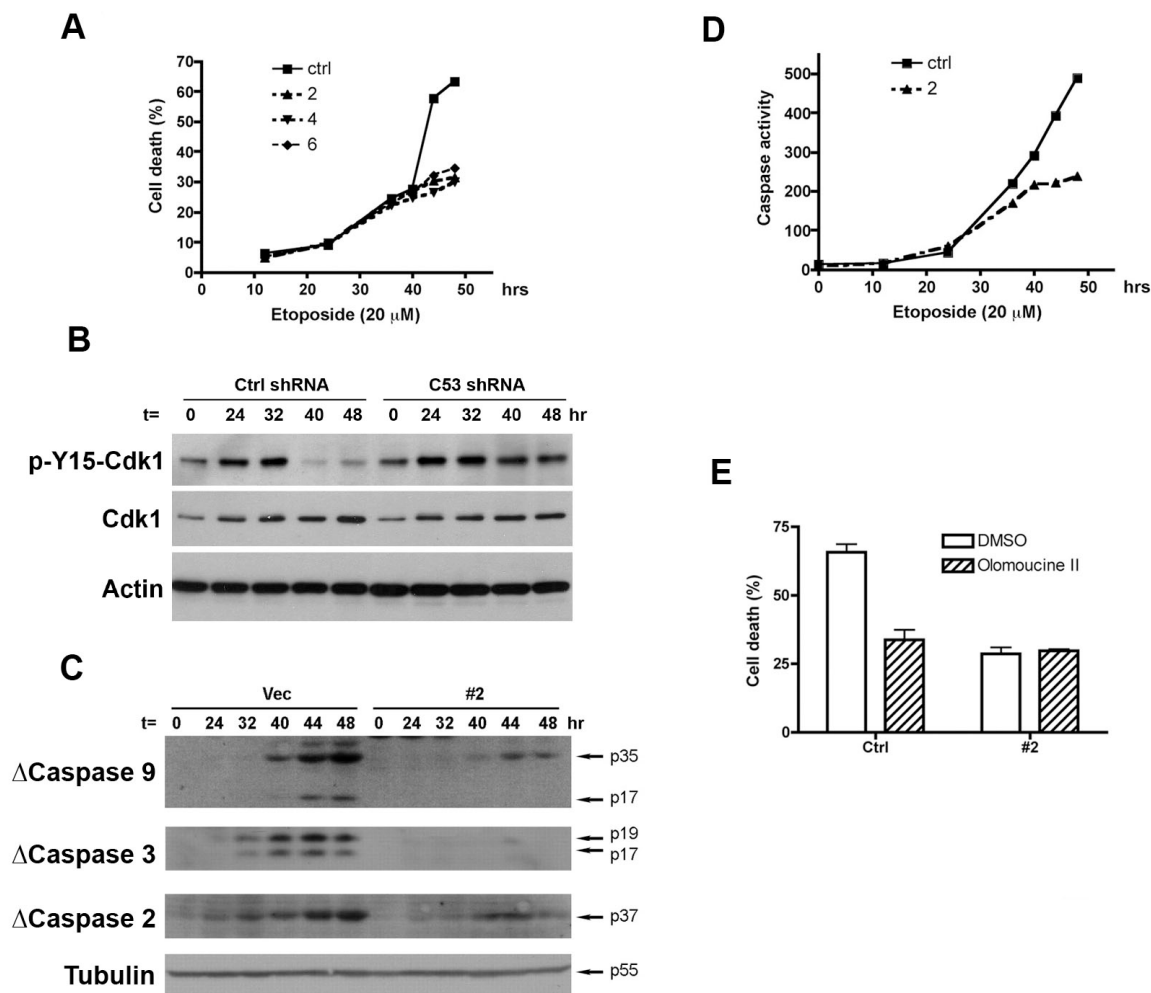 A
70
60
50
40
30
20
10
0
Cell death (%)
ctrl
2
4
6
0 10 20 30 40 50 hrs
Etoposide (20 µM)
D
500
400
300
200
100
0
Caspase activity
ctrl
2
0 10 20 30 40 50 hrs
Etoposide (20 µM)
B
Ctrl shRNA C53 shRNA
t= 0 24 32 40 48 0 24 32 40 48 hr
p-Y15-Cdk1
Cdk1
Actin
C
Vec #2
t= 0 24 32 40 44 48 0 24 32 40 44 48 hr
ΔCaspase 9
p35
p17
ΔCaspase 3
p19
p17
ΔCaspase 2
p37
Tubulin
p55
E
75
50
25
0
Cell death (%)
DMSO
Olomoucine II
Ctrl #2